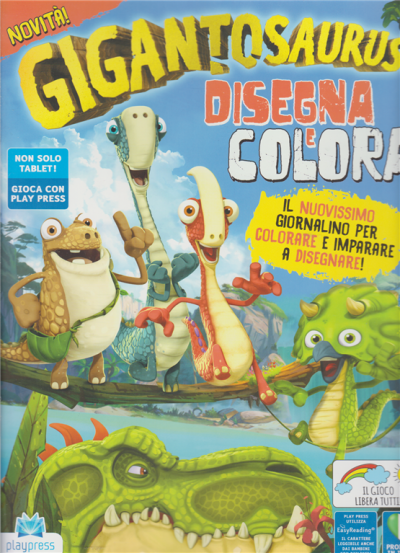 NOVITÀ!
GIGANTOSAURUS
DISEGNA
E
COLORA
NON SOLO
TABLET!
GIOCA CON
PLAY PRESS
IL NUOVISSIMO
GIORNALINO PER
COLORARE E IMPARARE
A DISEGNARE!
IL GIOCO
LIBERA TUTTI
PLAY PRESS
UTILIZZA
EasyReading®
IL CARATTERE
LEGGIBILE ANCHE
DAI BAMBINI
playpress